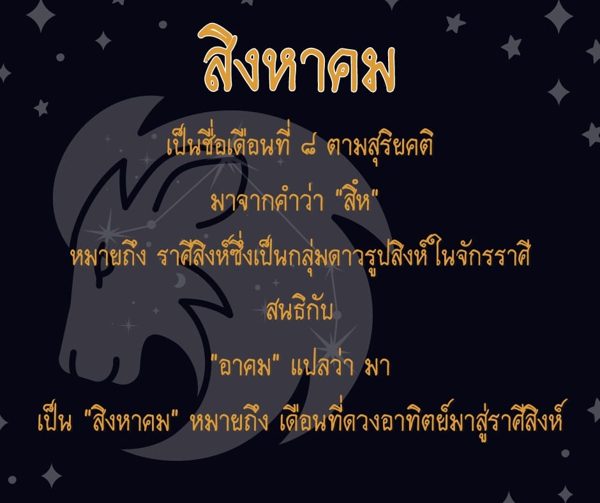 สิงหาคม
เป็นชื่อเดือนที่ ๘ ตามสุริยคติ
มาจากคำว่า "สิํห"
หมายถึง ราศีสิงห์ซึ่งเป็นกลุ่มดาวรูปสิงห์ในจักรราศี
สนธิกับ
"อาคม" แปลว่า มา
เป็น "สิงหาคม" หมายถึง เดือนที่ดวงอาทิตย์มาสู่ราศีสิงห์